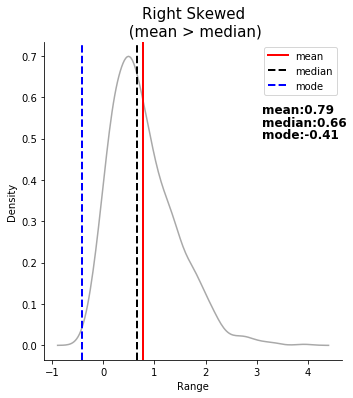 Right Skewed
(mean > median)
mean
median
mode
mean:0.79
median:0.66
mode:-0.41
0.7
0.6
0.5
0.4
0.3
0.2
0.1
0.0
Density
−1
0
1
2
3
4
Range